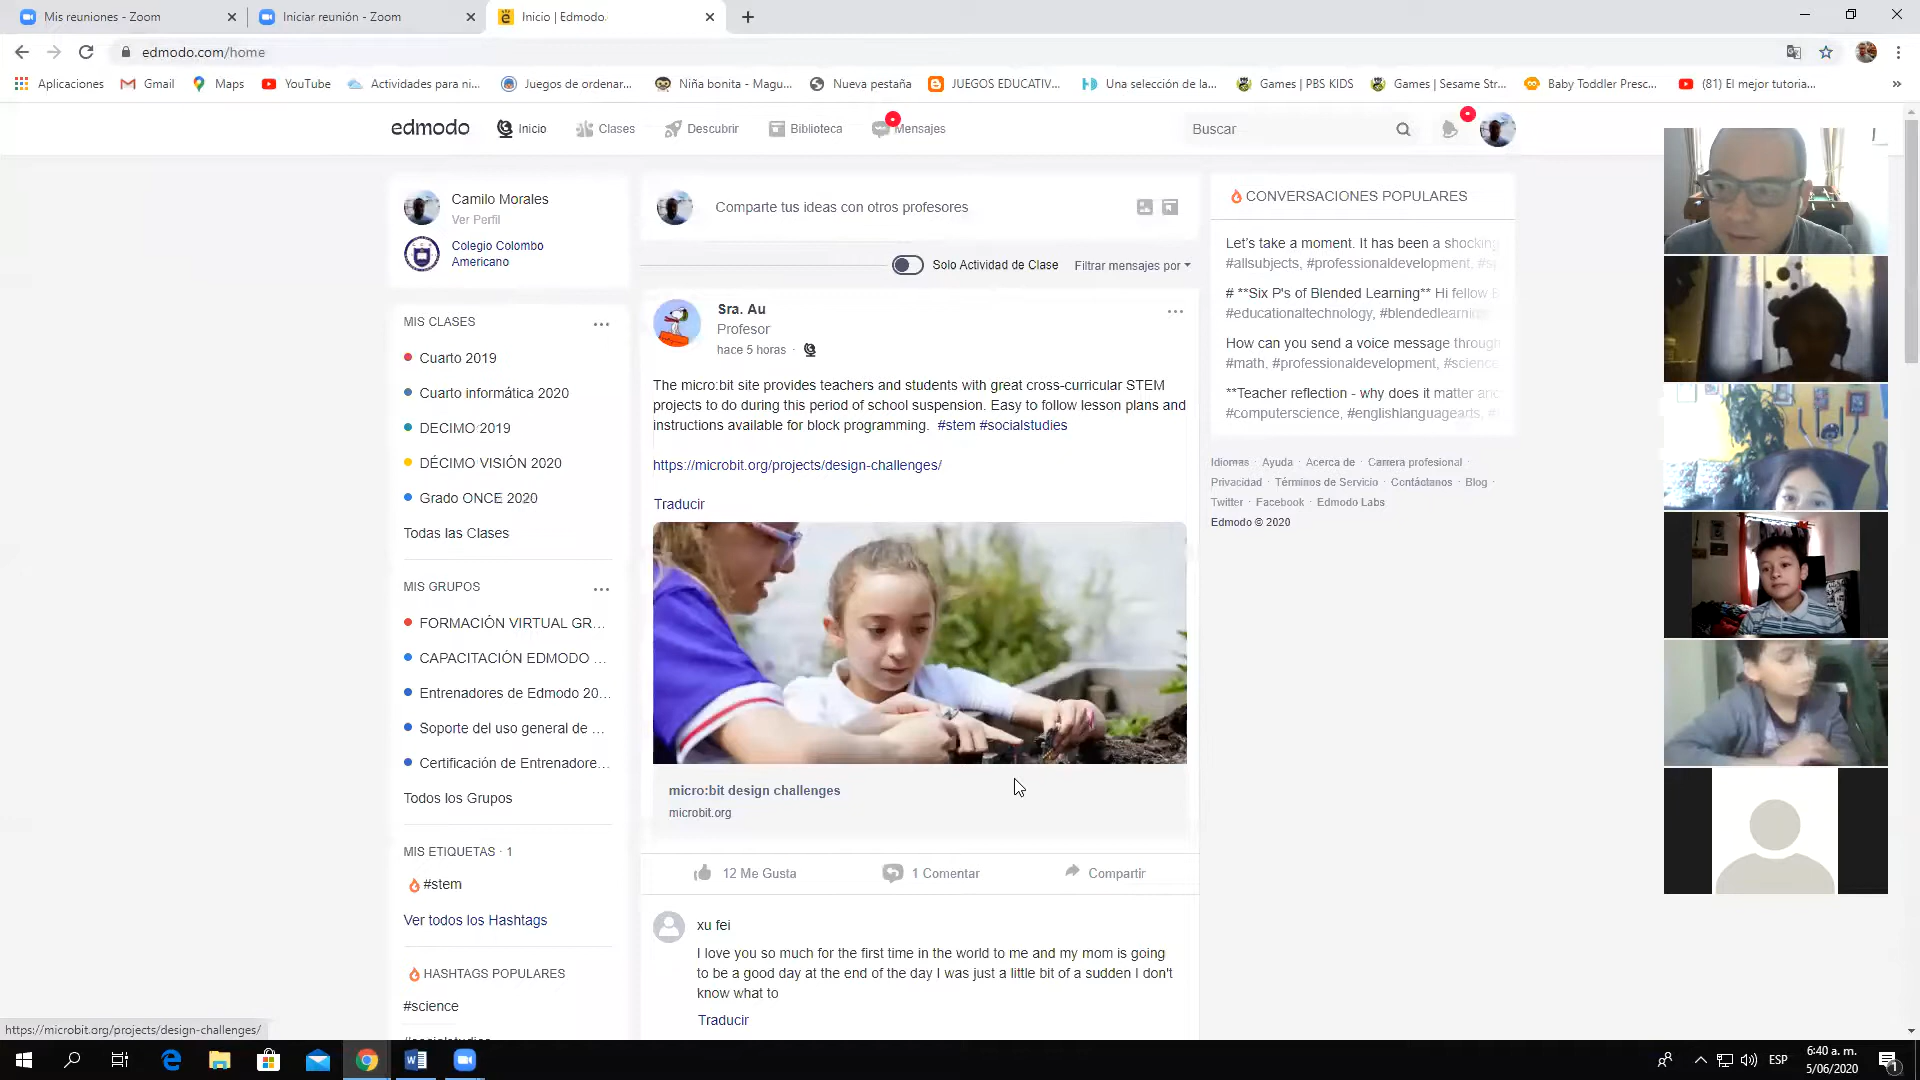 Mis reuniones - Zoom
Iniciar reunión - Zoom
Inicio | Edmodo
edmodo.com/home
Aplicaciones
Gmail
Maps
YouTube
Actividades para ni...
Juegos de ordenar...
Niña bonita - Magu...
Nueva pestaña
JUEGOS EDUCATIV...
Una selección de la...
Games | PBS KIDS
Games | Sesame Str...
Baby Toddler Presc...
(81) El mejor tutoria...
edmodo
Inicio
Clases
Descubrir
Biblioteca
Mensajes
Buscar
Camilo Morales
Ver Perfil
Colegio Colombo
Americano
MIS CLASES
Cuarto 2019
Cuarto informática 2020
DECIMO 2019
DÉCIMO VISIÓN 2020
Grado ONCE 2020
Todas las Clases
MIS GRUPOS
FORMACIÓN VIRTUAL GR...
CAPACITACIÓN EDMODO ...
Entrenadores de Edmodo 20...
Soporte del uso general de ...
Certificación de Entrenadore...
Todos los Grupos
MIS ETIQUETAS · 1
#stem
Ver todos los Hashtags
HASHTAGS POPULARES
#science
#socialstudies
Comparte tus ideas con otros profesores
Solo Actividad de Clase
Filtrar mensajes por
Sra. Au
Profesor
hace 5 horas ·
The micro:bit site provides teachers and students with great cross-curricular STEM
projects to do during this period of school suspension. Easy to follow lesson plans and
instructions available for block programming. #stem #socialstudies
https://microbit.org/projects/design-challenges/
Traducir
micro:bit design challenges
microbit.org
12 Me Gusta
1 Comentar
Compartir
xu fei
I love you so much for the first time in the world to me and my mom is going
to be a good day at the end of the day I was just a little bit of a sudden I don't
know what to
Traducir
CONVERSACIONES POPULARES
Let's take a moment. It has been a shocking
#allsubjects, #professionaldevelopment, #sp
# **Six P's of Blended Learning** Hi fellow E
#educationaltechnology, #blendedlearning
How can you send a voice message through
#math, #professionaldevelopment, #science
**Teacher reflection - why does it matter and
#computerscience, #englishlanguagearts, #
Idiomas · Ayuda · Acerca de · Carrera profesional ·
Privacidad · Términos de Servicio · Contáctanos · Blog ·
Twitter · Facebook · Edmodo Labs
Edmodo © 2020
https://microbit.org/projects/design-challenges/
ESP
6:40 a. m.
5/06/2020
1